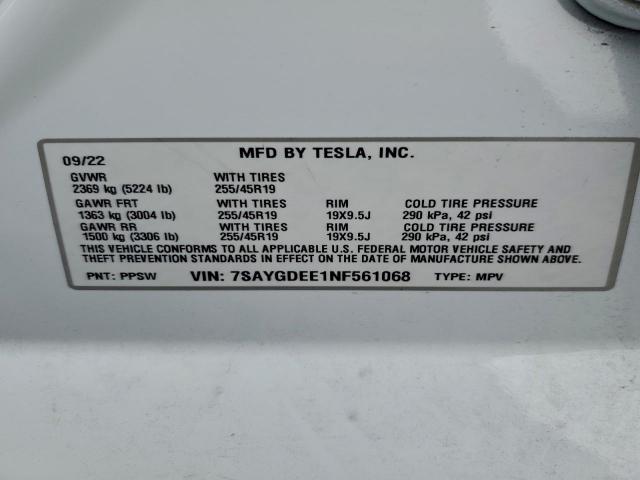 09/22 MFD BY TESLA, INC.
GVWR WITH TIRES
2369 kg (5224 lb) 255/45R19
GAWR FRT WITH TIRES RIM COLD TIRE PRESSURE
1363 kg (3004 lb) 255/45R19 19X9.5J 290 kPa, 42 psi
GAWR RR WITH TIRES RIM COLD TIRE PRESSURE
1500 kg (3306 lb) 255/45R19 19X9.5J 290 kPa, 42 psi
THIS VEHICLE CONFORMS TO ALL APPLICABLE U.S. FEDERAL MOTOR VEHICLE SAFETY AND
THEFT PREVENTION STANDARDS IN EFFECT ON THE DATE OF MANUFACTURE SHOWN ABOVE.
PNT: PPSW VIN: 7SAYGDEE1NF561068 TYPE: MPV